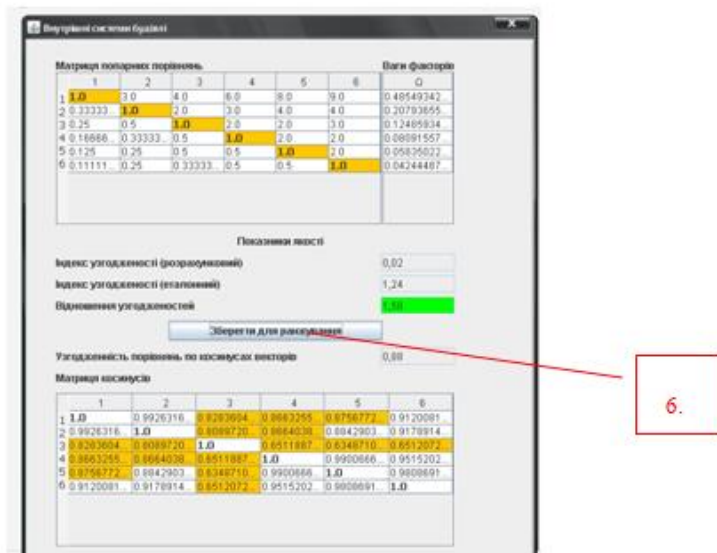 Внутрішні системи будівлі
Матриця попарних порівнянь Ваги факторів
1 2 3 4 5 6 Ω
1 1.0 3.0 4.0 6.0 8.0 9.0 0.48549342...
2 0.33333... 1.0 2.0 3.0 4.0 4.0 0.20793655...
3 0.25 0.5 1.0 2.0 2.0 3.0 0.12485934...
4 0.16666... 0.33333... 0.5 1.0 2.0 2.0 0.08091557...
5 0.125 0.25 0.5 0.5 1.0 2.0 0.05835022...
6 0.11111... 0.25 0.33333... 0.5 0.5 1.0 0.04244487...
Показники якості
Індекс узгодженості (розрахунковий) 0,02
Індекс узгодженості (еталонний) 1,24
Відношення узгодженостей 1,58
Зберегти для ранжування
Узгодженність порівнянь по косинусах векторів 0,88
Матриця косинусів
1 2 3 4 5 6
1 1.0 0.9926316... 0.8283604... 0.8663255... 0.8756772... 0.9120081...
2 0.9926316... 1.0 0.8089720... 0.8664038... 0.8842903... 0.9178914...
3 0.8283604... 0.8089720... 1.0 0.6511887... 0.6348710... 0.6512072...
4 0.8663255... 0.8664038... 0.6511887... 1.0 0.9900666... 0.9515202...
5 0.8756772... 0.8842903... 0.6348710... 0.9900666... 1.0 0.9808691...
6 0.9120081... 0.9178914... 0.6512072... 0.9515202... 0.9808691... 1.0
6.